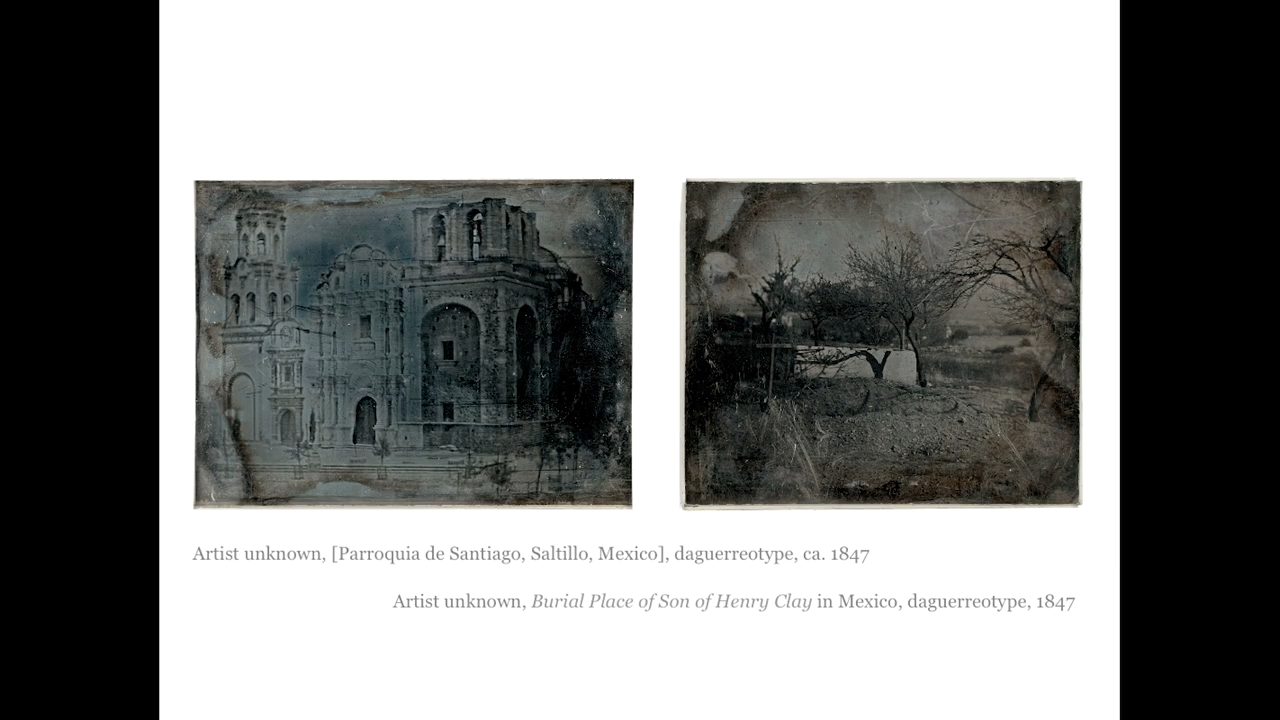 Artist unknown, [Parroquia de Santiago, Saltillo, Mexico], daguerreotype, ca. 1847
Artist unknown, Burial Place of Son of Henry Clay in Mexico, daguerreotype, 1847